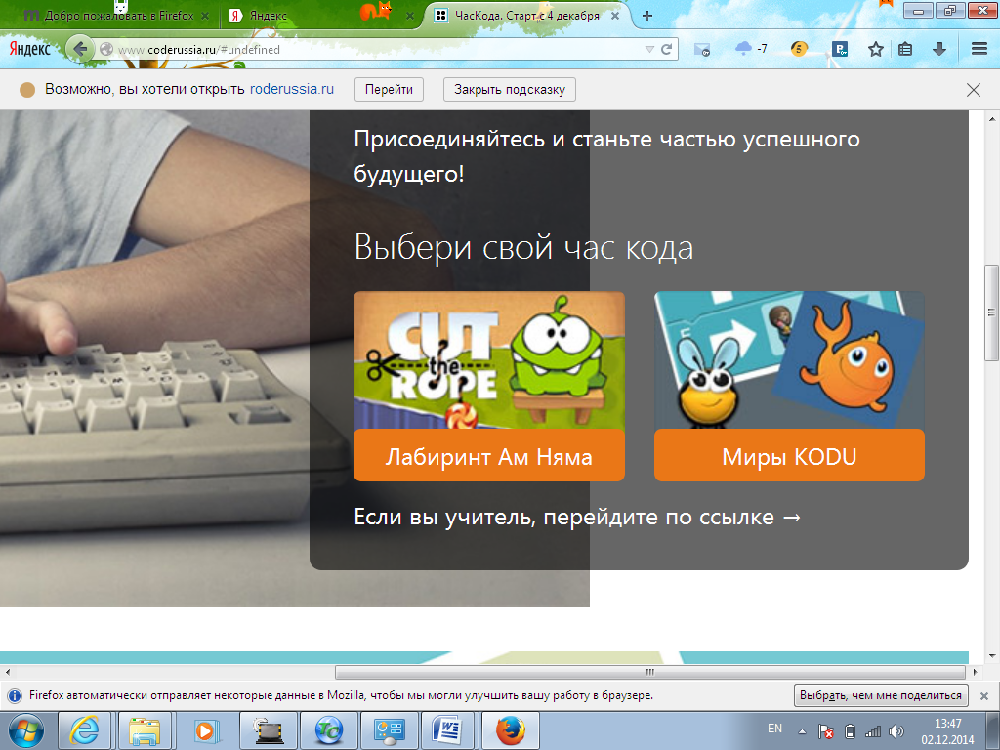 Добро пожаловать в Firefox
Яндекс
ЧасКода. Старт с 4 декабря
Яндекс
www.coderussia.ru/#undefined
-7
5
Возможно, вы хотели открыть roderussia.ru
Перейти
Закрыть подсказку
Присоединяйтесь и станьте частью успешного
будущего!
Выбери свой час кода
CUT
the
ROPE
Лабиринт Ам Няма
Миры KODU
Если вы учитель, перейдите по ссылке →
Firefox автоматически отправляет некоторые данные в Mozilla, чтобы мы могли улучшить вашу работу в браузере.
Выбрать, чем мне поделиться
EN
13:47
02.12.2014